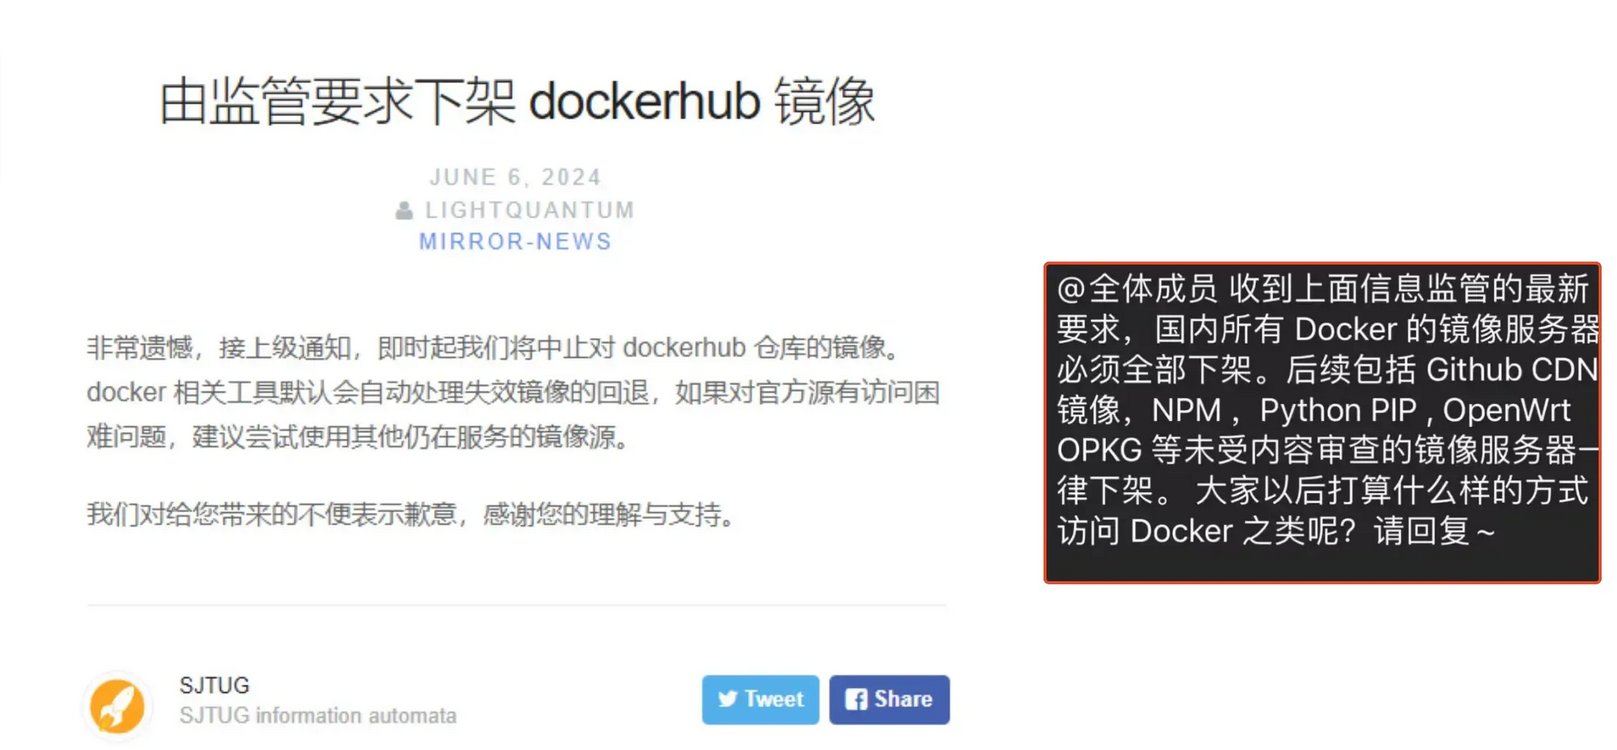 由监管要求下架 dockerhub 镜像
JUNE 6, 2024
LIGHTQUANTUM
MIRROR-NEWS
非常遗憾，接上级通知，即时起我们将中止对 dockerhub 仓库的镜像。
docker 相关工具默认会自动处理失效镜像的回退，如果对官方源有访问困
难问题，建议尝试使用其他仍在服务的镜像源。
我们对给您带来的不便表示歉意，感谢您的理解与支持。
SJTUG
SJTUG information automata
Tweet
Share
@全体成员 收到上面信息监管的最新
要求，国内所有 Docker 的镜像服务器
必须全部下架。后续包括 Github CDN
镜像，NPM ，Python PIP , OpenWrt
OPKG 等未受内容审查的镜像服务器一
律下架。 大家以后打算什么样的方式
访问 Docker 之类呢？请回复～